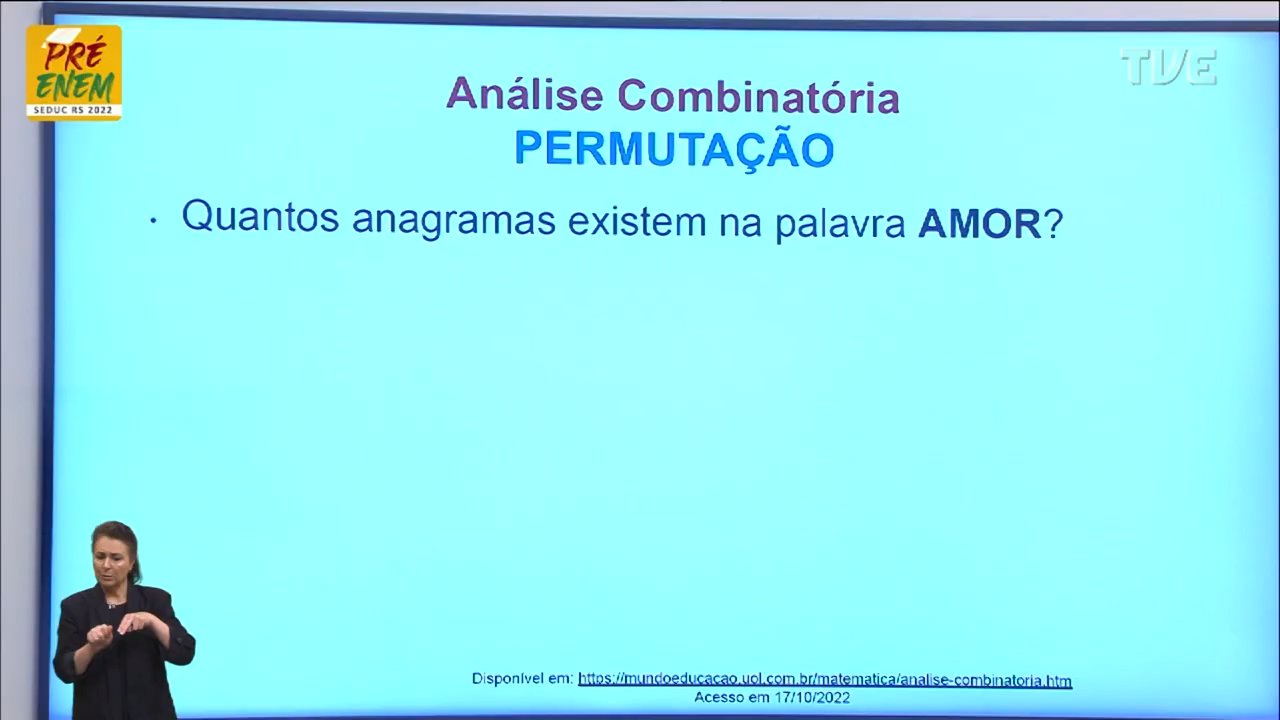 PRÉ
ENEM
SEDUC RS 2022
TVE
Análise Combinatória
PERMUTAÇÃO
• Quantos anagramas existem na palavra AMOR?
Disponível em: https://mundoeducacao.uol.com.br/matematica/analise-combinatoria.htm
Acesso em 17/10/2022